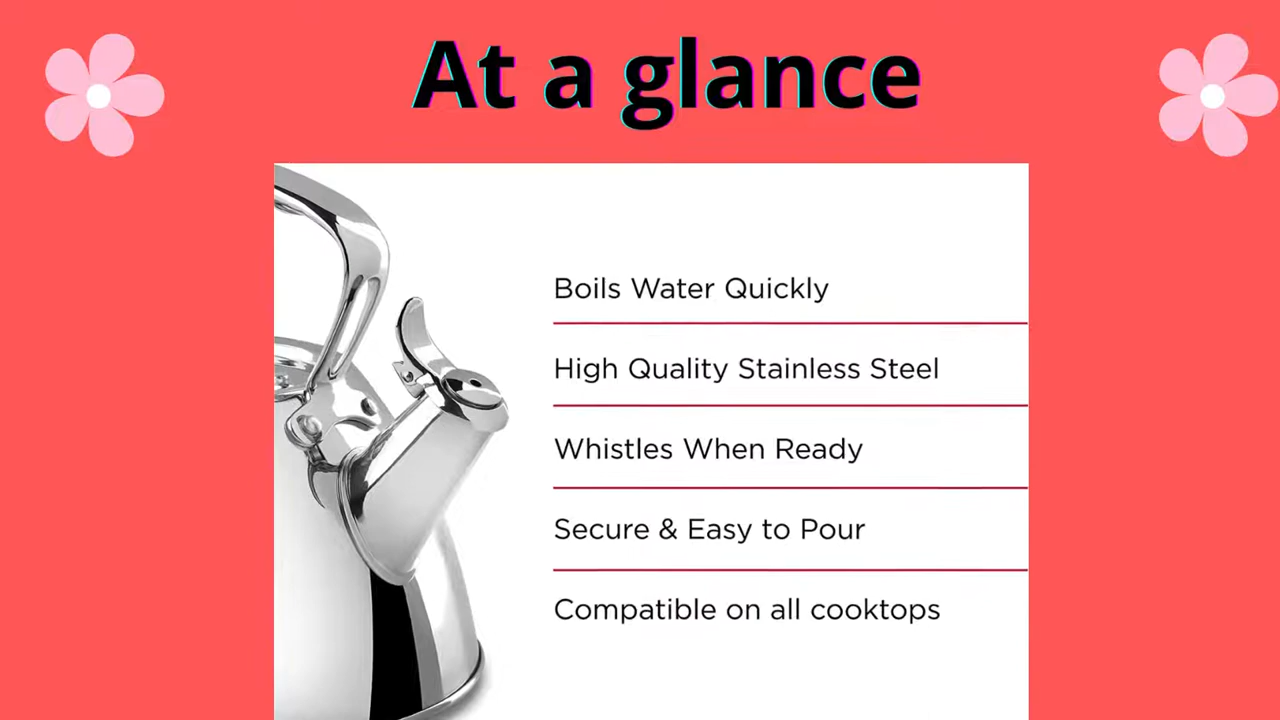 At a glance
Boils Water Quickly
High Quality Stainless Steel
Whistles When Ready
Secure & Easy to Pour
Compatible on all cooktops